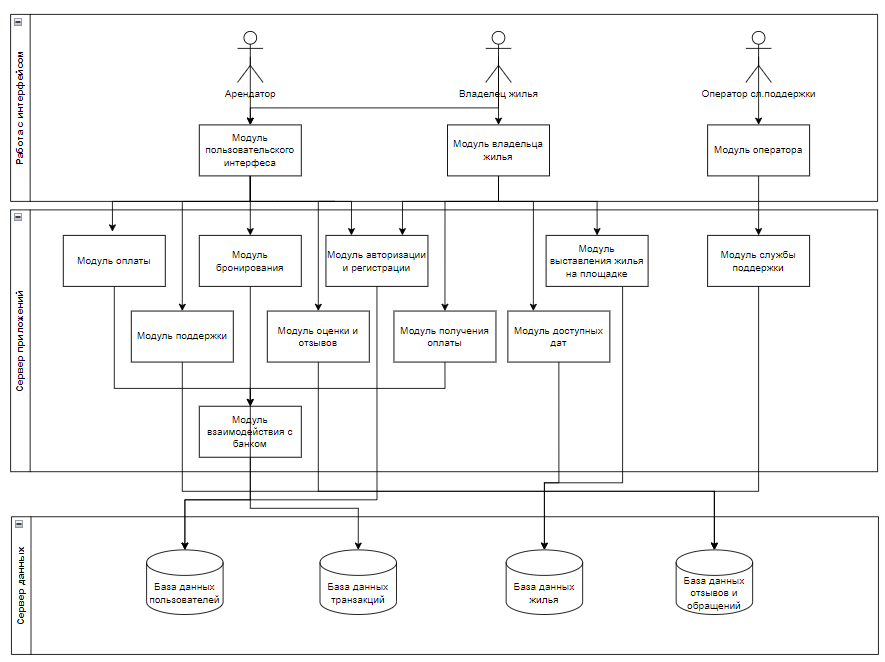 Работа с интерфейсом
Арендатор
Владелец жилья
Оператор сл.поддержки
Модуль
пользовательского
интерфеса
Модуль владельца
жилья
Модуль оператора
Сервер приложений
Модуль оплаты
Модуль
бронирования
Модуль авторизации
и регистрации
Модуль
выставления жилья
на площадке
Модуль службы
поддержки
Модуль поддержки
Модуль оценки и
отзывов
Модуль получения
оплаты
Модуль доступных
дат
Модуль
взаимодействия с
банком
Сервер данных
База данных
пользователей
База данных
транзакций
База данных
жилья
База данных
отзывов и
обращений